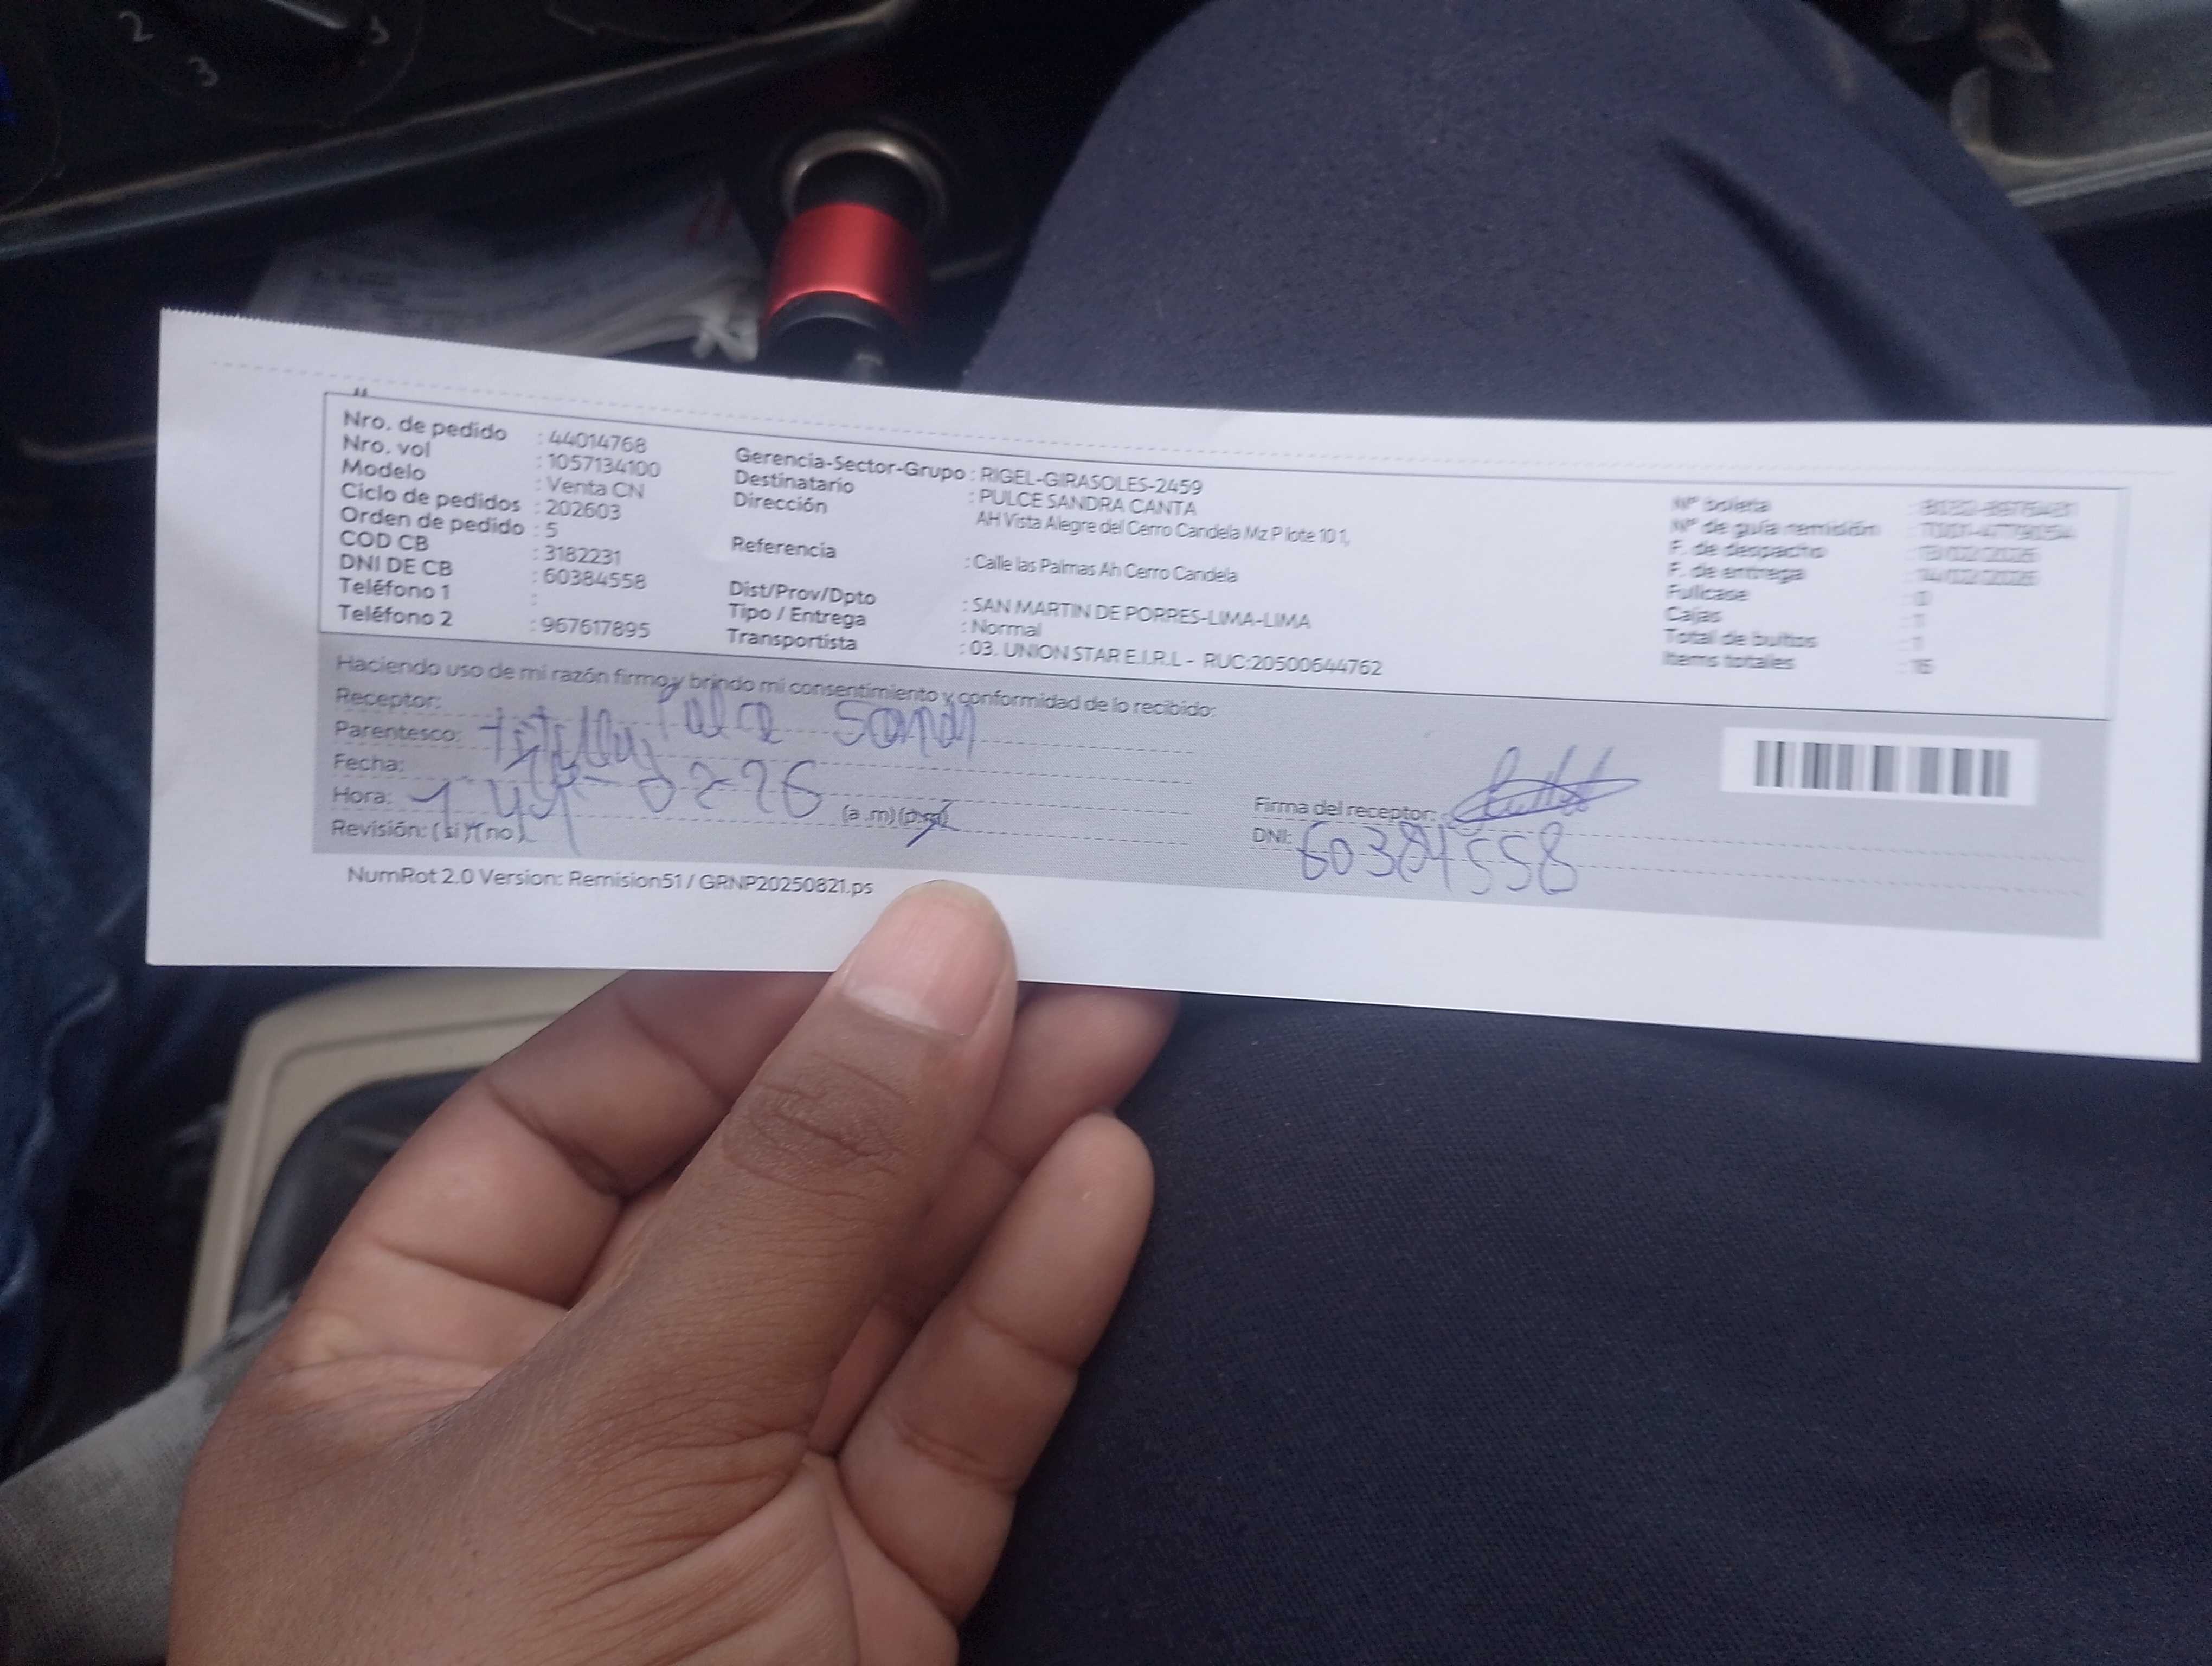 2
3
Nro. de pedido : 44014768
Nro. vol : 1057134100
Modelo : Venta CN
Ciclo de pedidos : 202603
Orden de pedido : 5
COD CB : 3182231
DNI DE CB : 60384558
Teléfono 1 :
Teléfono 2 : 967617895
Gerencia-Sector-Grupo : RIGEL-GIRASOLES-2459
Destinatario : PULCE SANDRA CANTA
Dirección AH Vista Alegre del Cerro Candela Mz P lote 10 1,
Referencia : Calle las Palmas Ah Cerro Candela
Dist/Prov/Dpto : SAN MARTIN DE PORRES-LIMA-LIMA
Tipo / Entrega : Normal
Transportista : 03. UNION STAR E.I.R.L - RUC:20500644762
Nº boleta
Nº de guía remisión
F. de despacho
F. de entrega
Fullcase
Cajas : 1
Total de bultos : 1
Items totales
Haciendo uso de mi razón firmo y brindo mi consentimiento y conformidad de lo recibido:
Receptor:
Parentesco:
Fecha:
Hora: (a .m) (p.m)
Revisión: ( si ) ( no )
Firma del receptor:
DNI: 60384558
NumRot 2.0 Version: Remision51 / GRNP20250821.ps